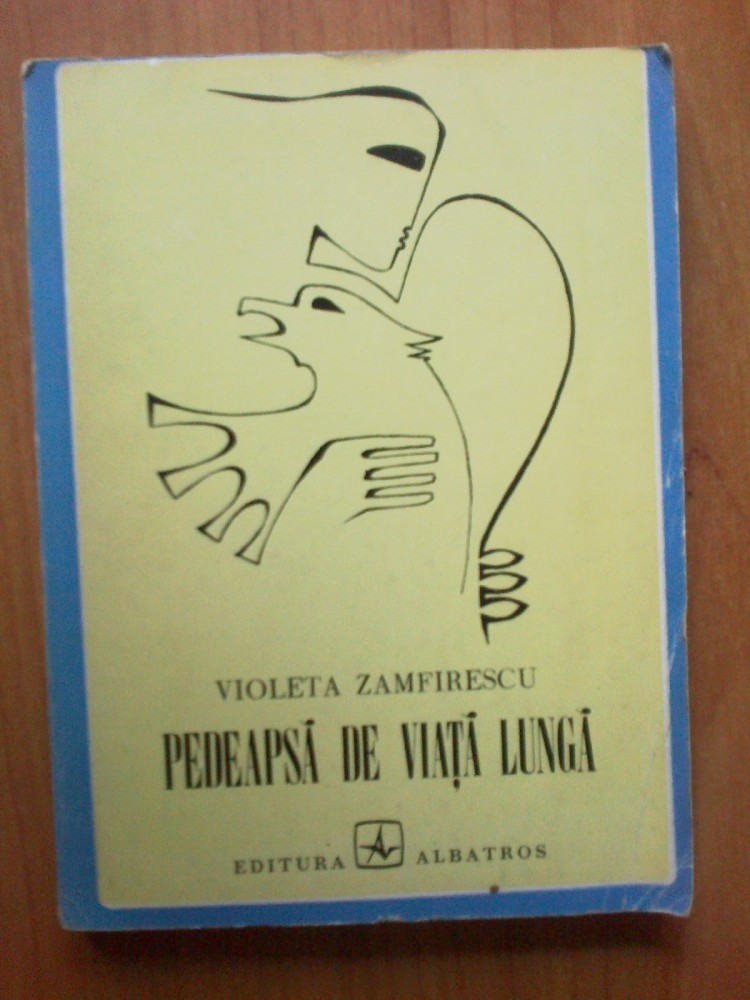 VIOLETA ZAMFIRESCU
PEDEAPSĂ DE VIAȚĂ LUNGĂ
EDITURA ALBATROS